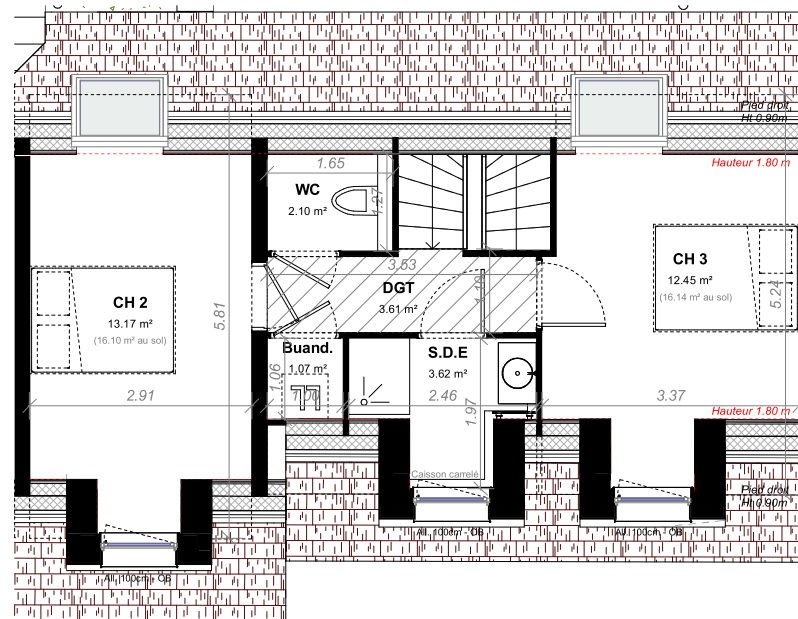 Pied droit
Ht 0.90m
Hauteur 1.80 m
1.65
WC
2.10 m²
1.27
3.53
DGT
3.61 m²
1.10
CH 2
13.17 m²
(16.10 m² au sol)
5.81
2.91
CH 3
12.45 m²
(16.14 m² au sol)
5.24
3.37
Buand.
1.07 m²
1.06
1.00
S.D.E
3.62 m²
2.46
1.97
Caisson carrelé
Hauteur 1.80 m
Pied droit
Ht 0.90m
All. 100cm - OB
All. 100cm - OB
All. 100cm - OB